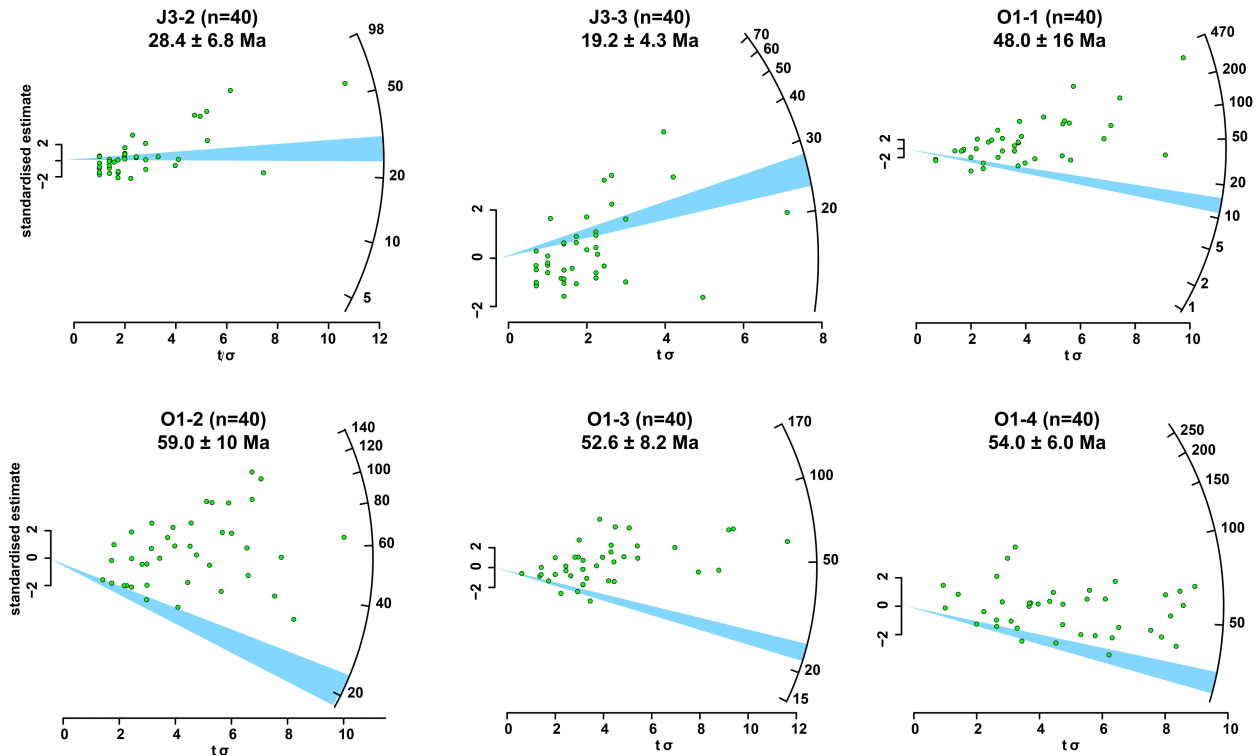 J3-2 (n=40)
28.4 ± 6.8 Ma
98
50
20
10
5
standardised estimate
2
−2
0 2 4 6 8 10 12
t/σ
J3-3 (n=40)
19.2 ± 4.3 Ma
70
60
50
40
30
20
2
0
−2
0 2 4 6 8
t σ
O1-1 (n=40)
48.0 ± 16 Ma
470
200
100
50
20
10
5
2
1
2
−2
0 2 4 6 8 10
t σ
O1-2 (n=40)
59.0 ± 10 Ma
140
120
100
80
60
40
20
standardised estimate
2
0
−2
0 2 4 6 8 10
t σ
O1-3 (n=40)
52.6 ± 8.2 Ma
170
100
50
20
15
2
0
−2
0 2 4 6 8 10 12
t σ
O1-4 (n=40)
54.0 ± 6.0 Ma
250
200
150
100
50
2
0
−2
0 2 4 6 8 10
t σ